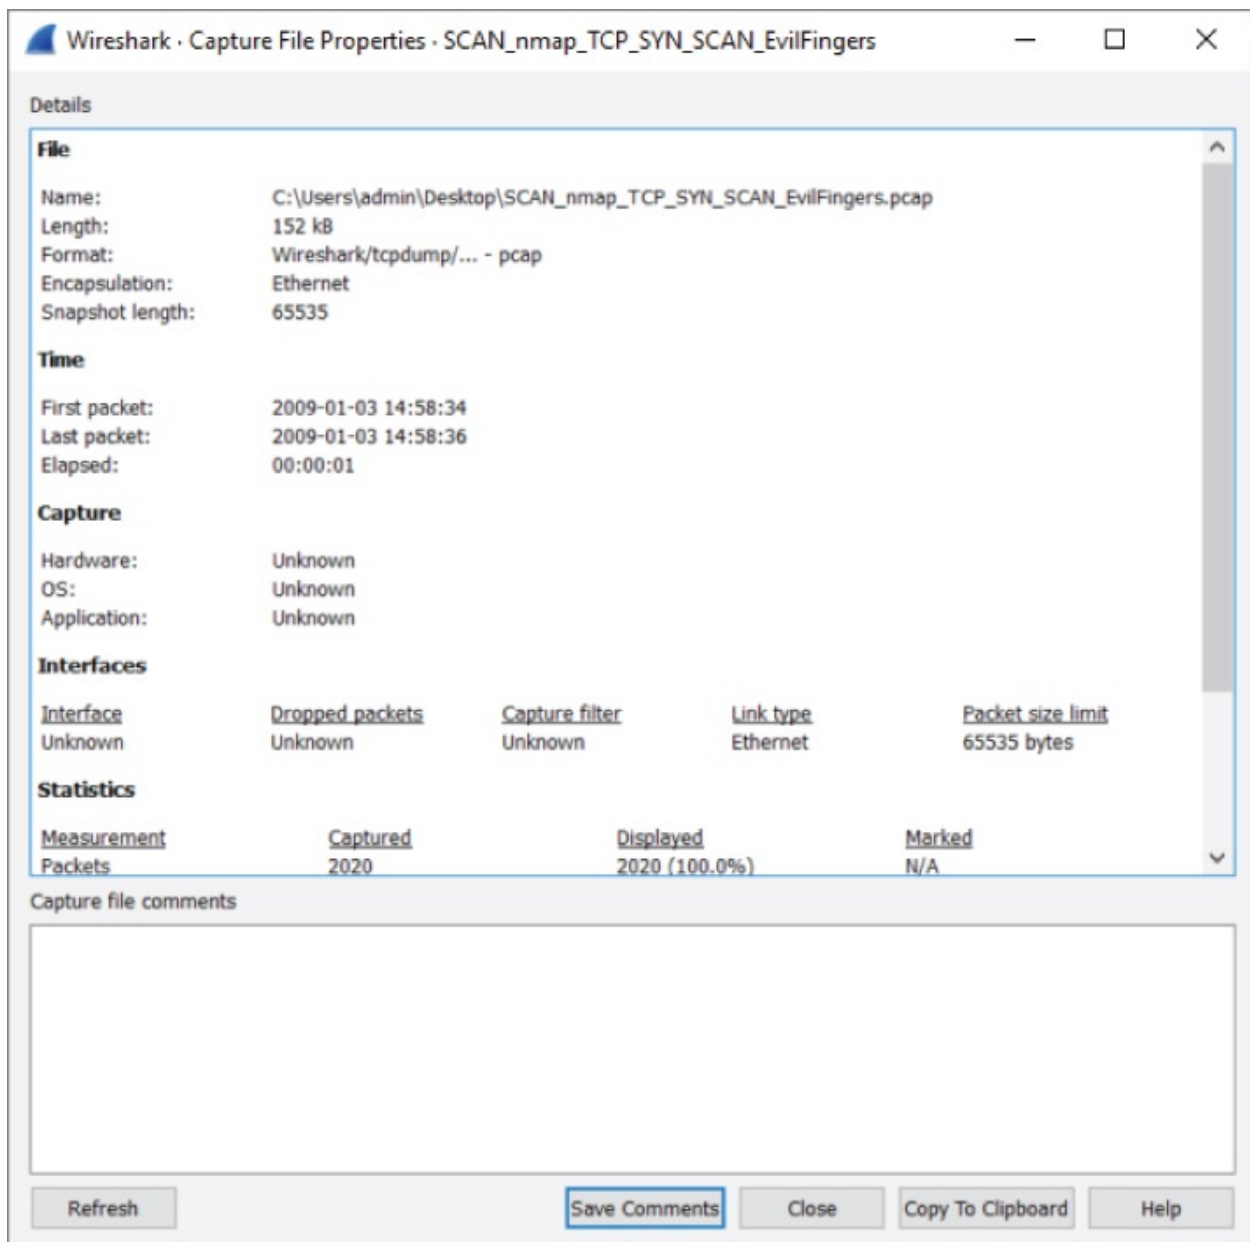 Wireshark · Capture File Properties · SCAN_nmap_TCP_SYN_SCAN_EvilFingers
Details
File
Name: C:\Users\admin\Desktop\SCAN_nmap_TCP_SYN_SCAN_EvilFingers.pcap
Length: 152 kB
Format: Wireshark/tcpdump/... - pcap
Encapsulation: Ethernet
Snapshot length: 65535
Time
First packet: 2009-01-03 14:58:34
Last packet: 2009-01-03 14:58:36
Elapsed: 00:00:01
Capture
Hardware: Unknown
OS: Unknown
Application: Unknown
Interfaces
Interface Dropped packets Capture filter Link type Packet size limit
Unknown Unknown Unknown Ethernet 65535 bytes
Statistics
Measurement Captured Displayed Marked
Packets 2020 2020 (100.0%) N/A
Capture file comments
Refresh Save Comments Close Copy To Clipboard Help